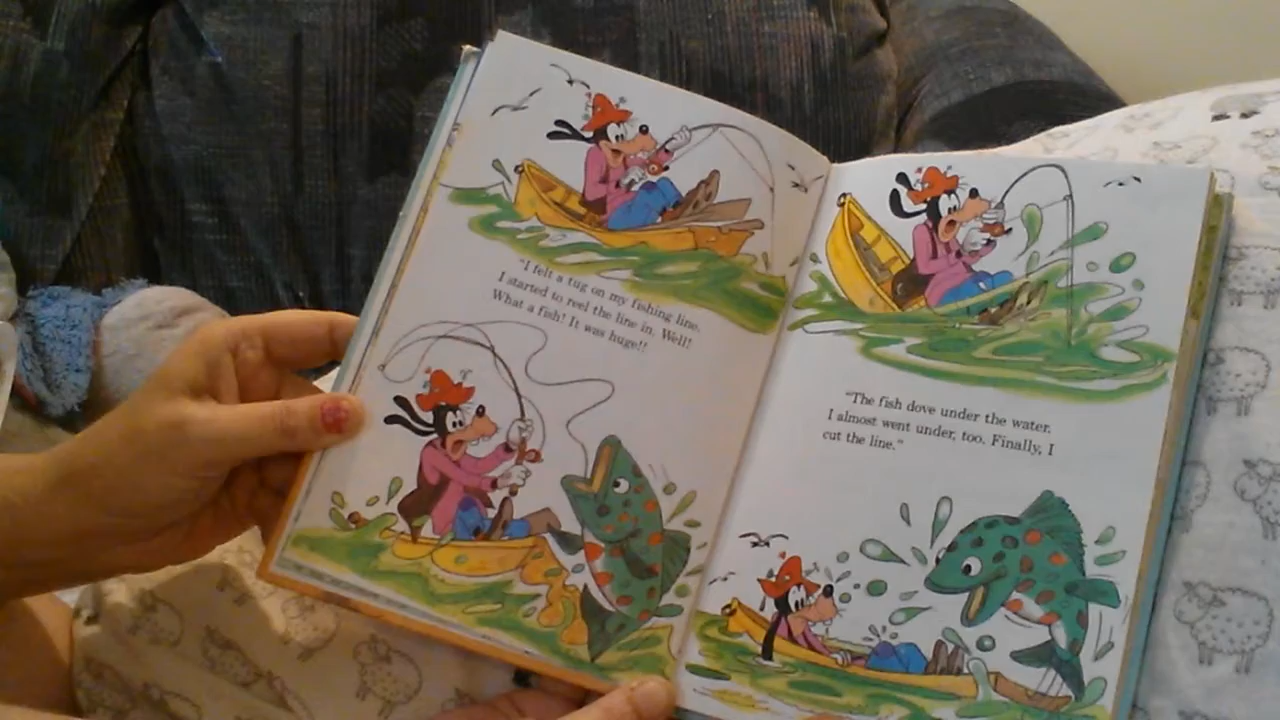 "I felt a tug on my fishing line.
I started to reel the line in. Well!
What a fish! It was huge!!
"The fish dove under the water.
I almost went under, too. Finally, I
cut the line."